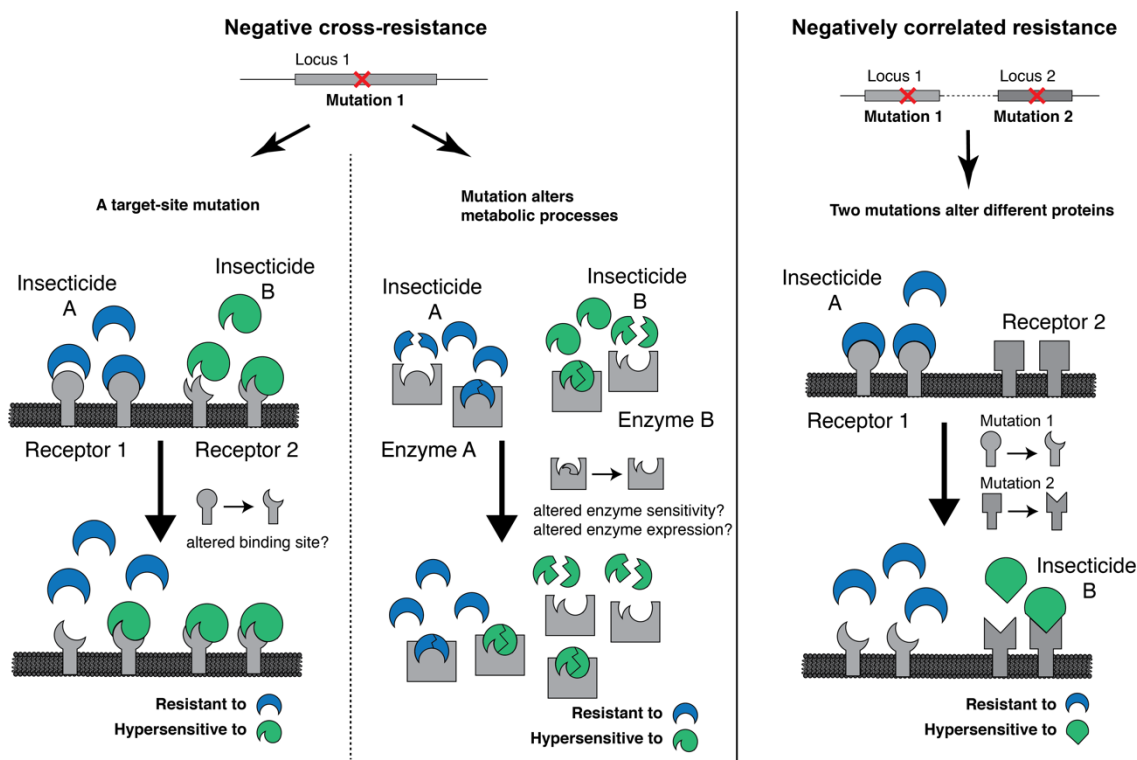 Negative cross-resistance
Locus 1
Mutation 1
A target-site mutation
Insecticide
A
Insecticide
B
Receptor 1
Receptor 2
altered binding site?
Resistant to
Hypersensitive to
Mutation alters
metabolic processes
Insecticide
A
Insecticide
B
Enzyme A
Enzyme B
altered enzyme sensitivity?
altered enzyme expression?
Resistant to
Hypersensitive to
Negatively correlated resistance
Locus 1
Locus 2
Mutation 1
Mutation 2
Two mutations alter different proteins
Insecticide
A
Receptor 2
Receptor 1
Mutation 1
Mutation 2
Insecticide
B
Resistant to
Hypersensitive to